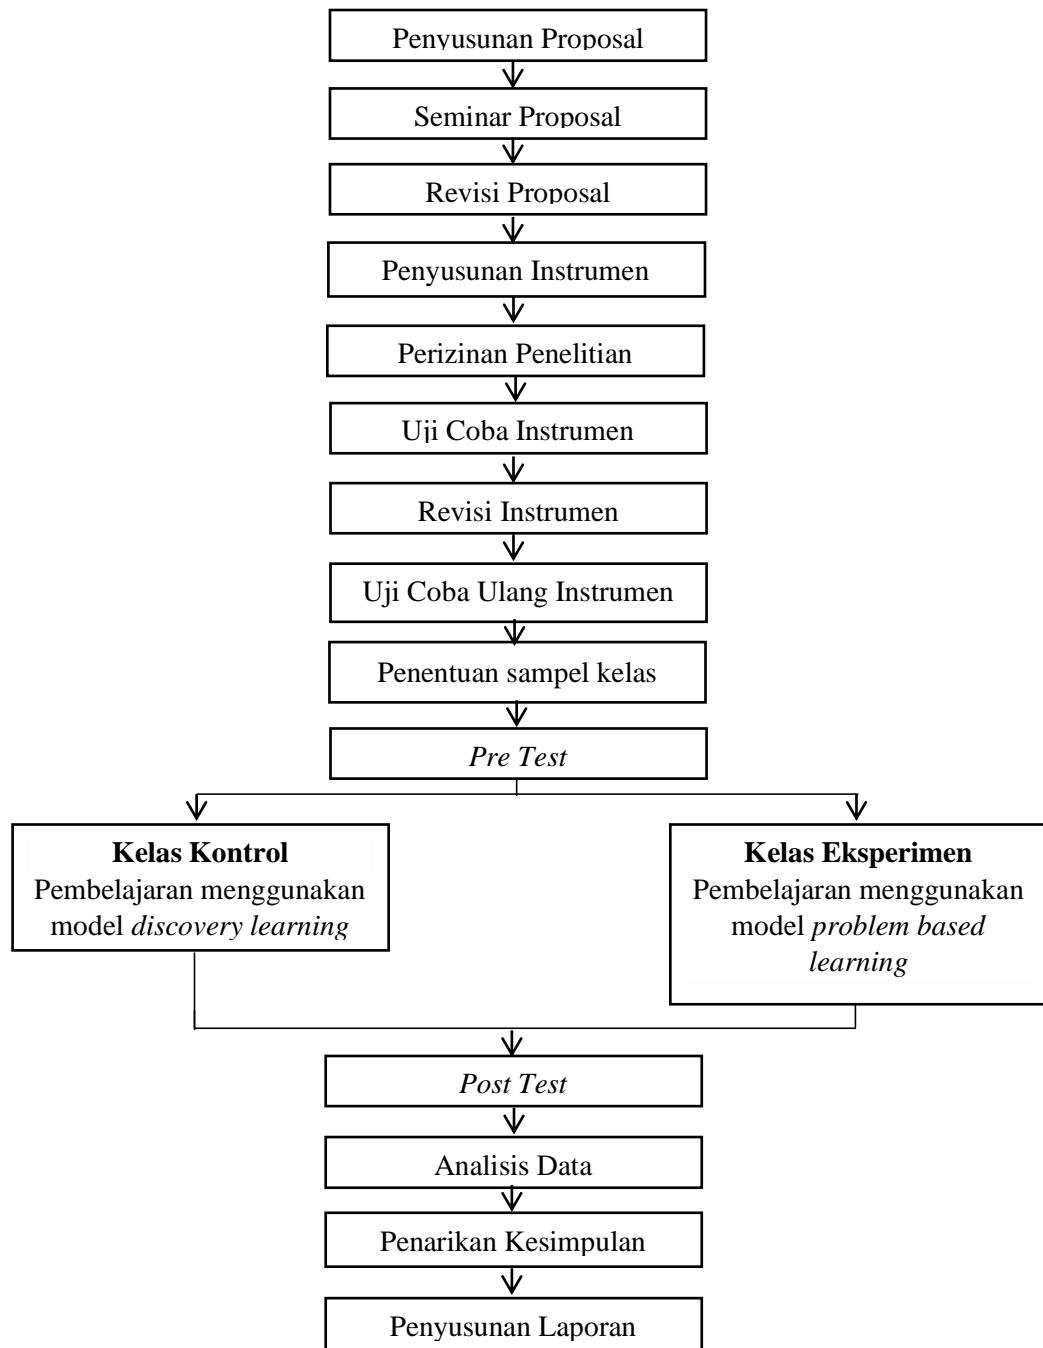 Penyusunan Proposal
Seminar Proposal
Revisi Proposal
Penyusunan Instrumen
Perizinan Penelitian
Uji Coba Instrumen
Revisi Instrumen
Uji Coba Ulang Instrumen
Penentuan sampel kelas
Pre Test
Kelas Kontrol
Pembelajaran menggunakan
model discovery learning
Kelas Eksperimen
Pembelajaran menggunakan
model problem based
learning
Post Test
Analisis Data
Penarikan Kesimpulan
Penyusunan Laporan